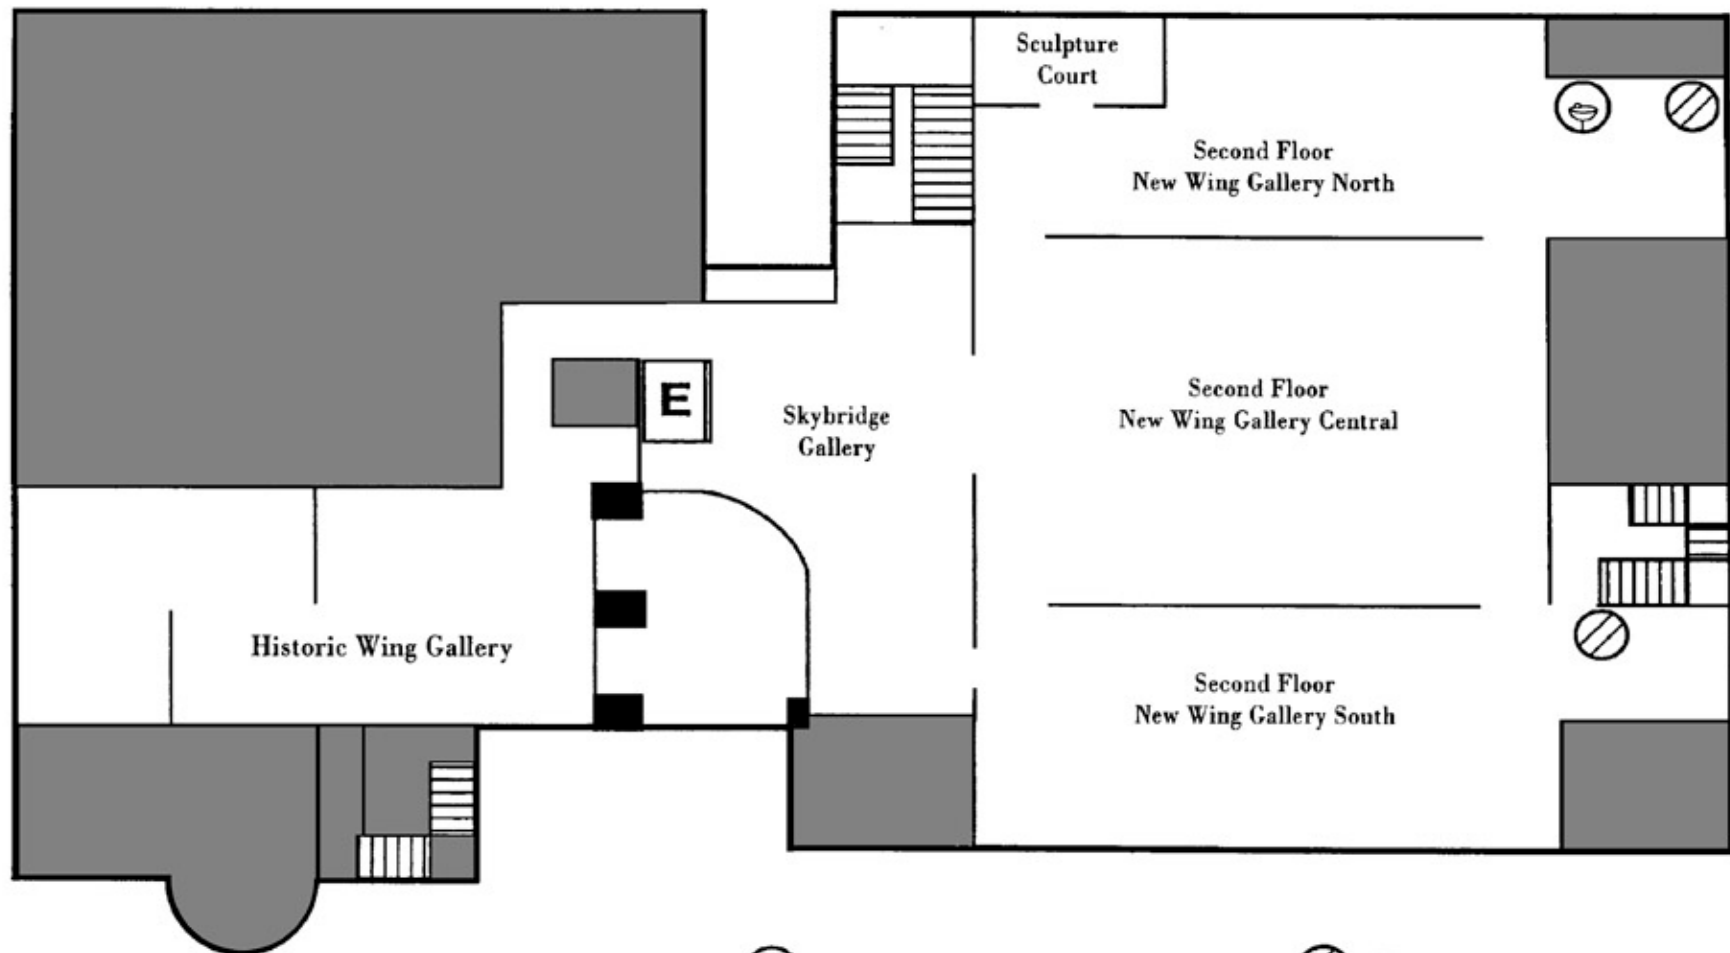 Sculpture
Court
Second Floor
New Wing Gallery North
E
Skybridge
Gallery
Second Floor
New Wing Gallery Central
Historic Wing Gallery
Second Floor
New Wing Gallery South